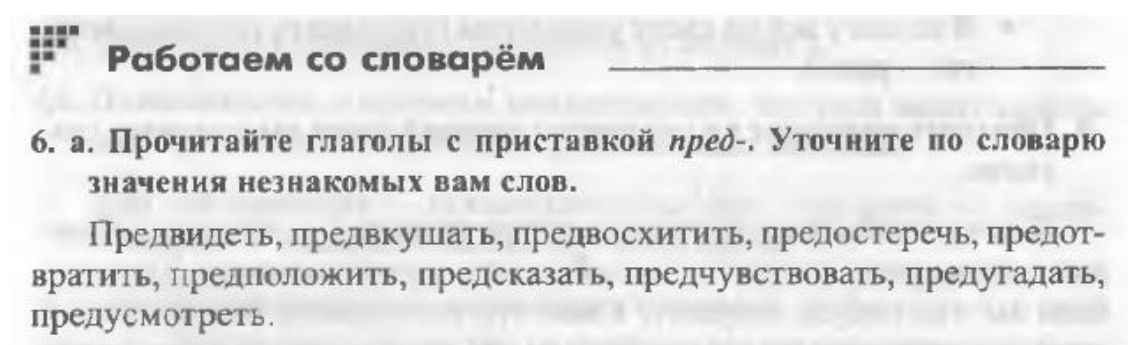 Работаем со словарём
6. а. Прочитайте глаголы с приставкой пред-. Уточните по словарю
значения незнакомых вам слов.
Предвидеть, предвкушать, предвосхитить, предостеречь, предот-
вратить, предположить, предсказать, предчувствовать, предугадать,
предусмотреть.